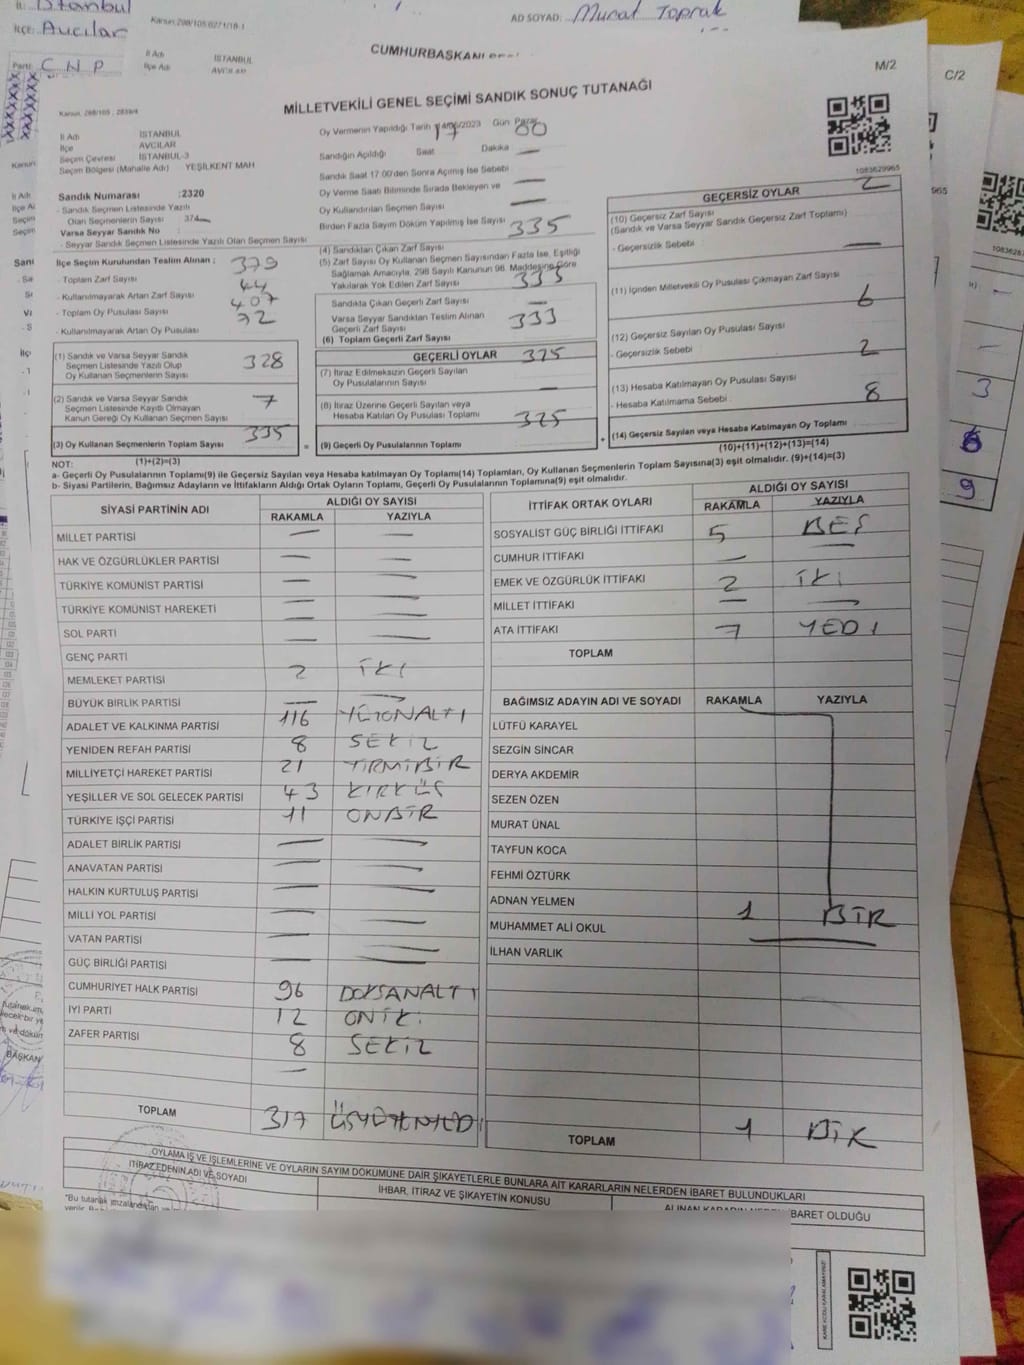 İL: İstanbul
İLÇE: Avcılar
Parti: CNP
AD SOYAD: Murat Toprak
İl Adı İSTANBUL
İlçe Adı AVCILAR
C/2
M/2
MİLLETVEKİLİ GENEL SEÇİMİ SANDIK SONUÇ TUTANAĞI
İl Adı İSTANBUL
İlçe AVCILAR
Seçim Çevresi İSTANBUL-3
Seçim Bölgesi (Mahalle Adı) YEŞİLKENT MAH
Sandık Numarası :2320
- Sandık Seçmen Listesinde Yazılı
Olan Seçmenlerin Sayısı 374
Varsa Seyyar Sandık No
- Seyyar Sandık Seçmen Listesinde Yazılı Olan Seçmen Sayısı
İlçe Seçim Kurulundan Teslim Alınan :
- Toplam Zarf Sayısı 379
- Kullanılmayarak Artan Zarf Sayısı 44
- Toplam Oy Pusulası Sayısı 407
- Kullanılmayarak Artan Oy Pusulası 72
(1) Sandık ve Varsa Seyyar Sandık
Seçmen Listesinde Yazılı Olup
Oy Kullanan Seçmenlerin Sayısı 328
(2) Sandık ve Varsa Seyyar Sandık
Seçmen Listesinde Kayıtlı Olmayan
Kanun Gereği Oy Kullanan Seçmen Sayısı 7
(3) Oy Kullanan Seçmenlerin Toplam Sayısı 335
(1)+(2)=(3)
Oy Vermenin Yapıldığı Tarih 14/05/2023 Gün Pazar
Sandığın Açıldığı Saat 17 Dakika 00
Sandık Saat 17.00'den Sonra Açılmış İse Sebebi —
Oy Verme Saati Bitiminde Sırada Bekleyen ve
Oy Kullandırılan Seçmen Sayısı —
Birden Fazla Sayım Döküm Yapılmış İse Sayısı —
(4) Sandıktan Çıkan Zarf Sayısı 335
(5) Zarf Sayısı Oy Kullanan Seçmen Sayısından Fazla İse, Eşitliği
Sağlamak Amacıyla, 298 Sayılı Kanunun 98. Maddesine Göre
Yakılarak Yok Edilen Zarf Sayısı
Sandıkta Çıkan Geçerli Zarf Sayısı 335
Varsa Seyyar Sandıktan Teslim Alınan
Geçerli Zarf Sayısı —
(6) Toplam Geçerli Zarf Sayısı 333
GEÇERLİ OYLAR
(7) İtiraz Edilmeksizin Geçerli Sayılan
Oy Pusulalarının Sayısı 325
(8) İtiraz Üzerine Geçerli Sayılan veya
Hesaba Katılan Oy Pusulası Toplamı —
(9) Geçerli Oy Pusulalarının Toplamı 325
1083629965
GEÇERSİZ OYLAR
(10) Geçersiz Zarf Sayısı 2
(Sandık ve Varsa Seyyar Sandık Geçersiz Zarf Toplamı)
- Geçersizlik Sebebi
(11) İçinden Milletvekili Oy Pusulası Çıkmayan Zarf Sayısı —
(12) Geçersiz Sayılan Oy Pusulası Sayısı 6
- Geçersizlik Sebebi
(13) Hesaba Katılmayan Oy Pusulası Sayısı 2
- Hesaba Katılmama Sebebi
(14) Geçersiz Sayılan veya Hesaba Katılmayan Oy Toplamı 8
(10)+(11)+(12)+(13)=(14)
NOT:
a- Geçerli Oy Pusulalarının Toplamı(9) ile Geçersiz Sayılan veya Hesaba katılmayan Oy Toplamı(14) Toplamları, Oy Kullanan Seçmenlerin Toplam Sayısına(3) eşit olmalıdır. (9)+(14)=(3)
b- Siyasi Partilerin, Bağımsız Adayların ve İttifakların Aldığı Ortak Oyların Toplamı, Geçerli Oy Pusulalarının Toplamına(9) eşit olmalıdır.
SİYASİ PARTİNİN ADI ALDIĞI OY SAYISI
RAKAMLA YAZIYLA
MİLLET PARTİSİ — —
HAK VE ÖZGÜRLÜKLER PARTİSİ — —
TÜRKİYE KOMÜNİST PARTİSİ — —
TÜRKİYE KOMÜNİST HAREKETİ — —
SOL PARTİ — —
GENÇ PARTİ — —
MEMLEKET PARTİSİ 2 İKİ
BÜYÜK BİRLİK PARTİSİ — —
ADALET VE KALKINMA PARTİSİ 116 YÜZONALTI
YENİDEN REFAH PARTİSİ 8 SEKİZ
MİLLİYETÇİ HAREKET PARTİSİ 21 YİRMİBİR
YEŞİLLER VE SOL GELECEK PARTİSİ 43 KIRKÜÇ
TÜRKİYE İŞÇİ PARTİSİ 11 ONBİR
ADALET BİRLİK PARTİSİ — —
ANAVATAN PARTİSİ — —
HALKIN KURTULUŞ PARTİSİ — —
MİLLİ YOL PARTİSİ — —
VATAN PARTİSİ — —
GÜÇ BİRLİĞİ PARTİSİ — —
CUMHURİYET HALK PARTİSİ 96 DOKSANALTI
İYİ PARTİ 12 ONİKİ
ZAFER PARTİSİ 8 SEKİZ
TOPLAM 317 ÜÇYÜZONYEDİ
İTTİFAK ORTAK OYLARI ALDIĞI OY SAYISI
RAKAMLA YAZIYLA
SOSYALİST GÜÇ BİRLİĞİ İTTİFAKI —
CUMHUR İTTİFAKI 5 BEŞ
EMEK VE ÖZGÜRLÜK İTTİFAKI — —
MİLLET İTTİFAKI 2 İKİ
ATA İTTİFAKI — —
TOPLAM 7 YEDİ
BAĞIMSIZ ADAYIN ADI VE SOYADI RAKAMLA YAZIYLA
LÜTFÜ KARAYEL
SEZGİN SİNCAR
DERYA AKDEMİR
SEZEN ÖZEN
MURAT ÜNAL
TAYFUN KOCA
FEHMİ ÖZTÜRK
ADNAN YELMEN
MUHAMMET ALİ OKUL 1 BİR
İLHAN VARLIK
TOPLAM 1 BİR
OYLAMA İŞ VE İŞLEMLERİNE VE OYLARIN SAYIM DÖKÜMÜNE DAİR ŞİKAYETLERLE BUNLARA AİT KARARLARIN NELERDEN İBARET BULUNDUKLARI
İTİRAZ EDENİN ADI VE SOYADI
İHBAR, İTİRAZ VE ŞİKAYETİN KONUSU
BARET OLDUĞU